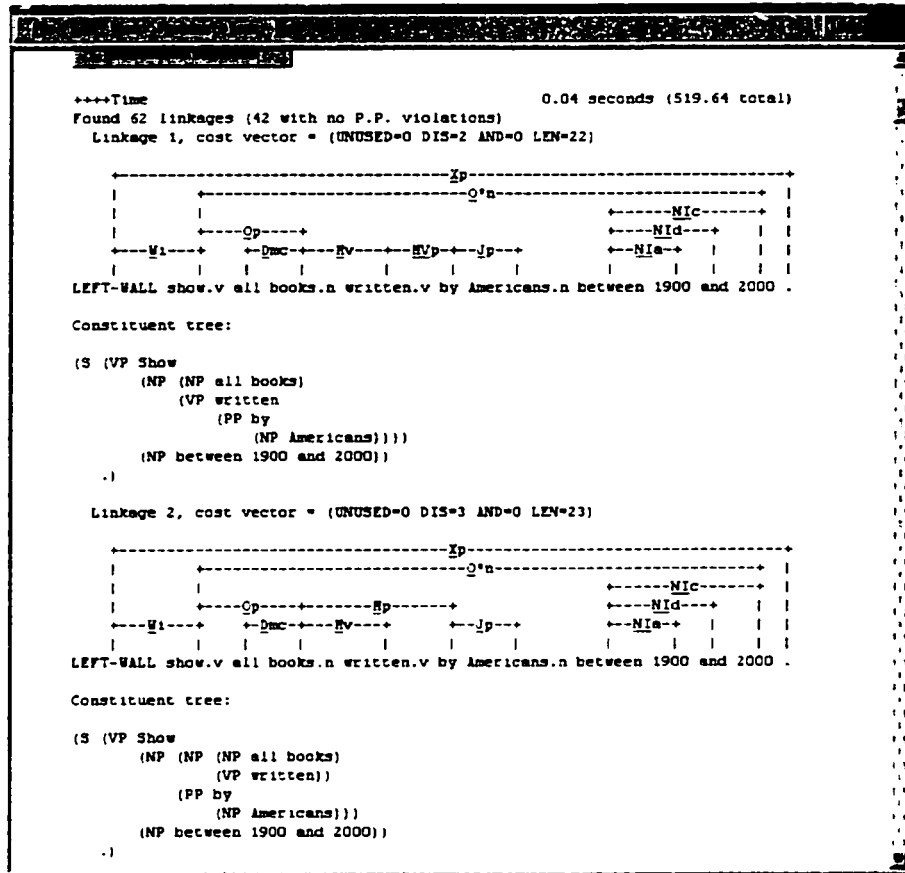 ++++Time                                          0.04 seconds (519.64 total)
Found 62 linkages (42 with no P.P. violations)
  Linkage 1, cost vector = (UNUSED=0 DIS=2 AND=0 LEN=22)
    +-----------------------------------Xp-----------------------------------+
    |        +-----------------------------O*n----------------------------+  |
    |        |                                            +------NIc------+  |
    |        +----Op----+                                 +----NId---+    |  |
    +---Wi---+    +-Dmc-+---Mv---+--MVp-+--Jp--+          +--NIa-+   |    |  |
    |        |    |     |        |      |      |          |      |   |    |  |
LEFT-WALL show.v all books.n written.v by Americans.n between 1900 and 2000 .
Constituent tree:
(S (VP Show
       (NP (NP all books)
           (VP written
               (PP by
                   (NP Americans))))
       (NP between 1900 and 2000))
   .)
  Linkage 2, cost vector = (UNUSED=0 DIS=3 AND=0 LEN=23)
    +-----------------------------------Xp-----------------------------------+
    |        +-----------------------------O*n----------------------------+  |
    |        |                                            +------NIc------+  |
    |        +----Op----+-------Mp------+                 +----NId---+    |  |
    +---Wi---+    +-Dmc-+---Mv---+      +--Jp--+          +--NIa-+   |    |  |
    |        |    |     |        |      |      |          |      |   |    |  |
LEFT-WALL show.v all books.n written.v by Americans.n between 1900 and 2000 .
Constituent tree:
(S (VP Show
       (NP (NP (NP all books)
               (VP written))
           (PP by
               (NP Americans)))
       (NP between 1900 and 2000))
   .)